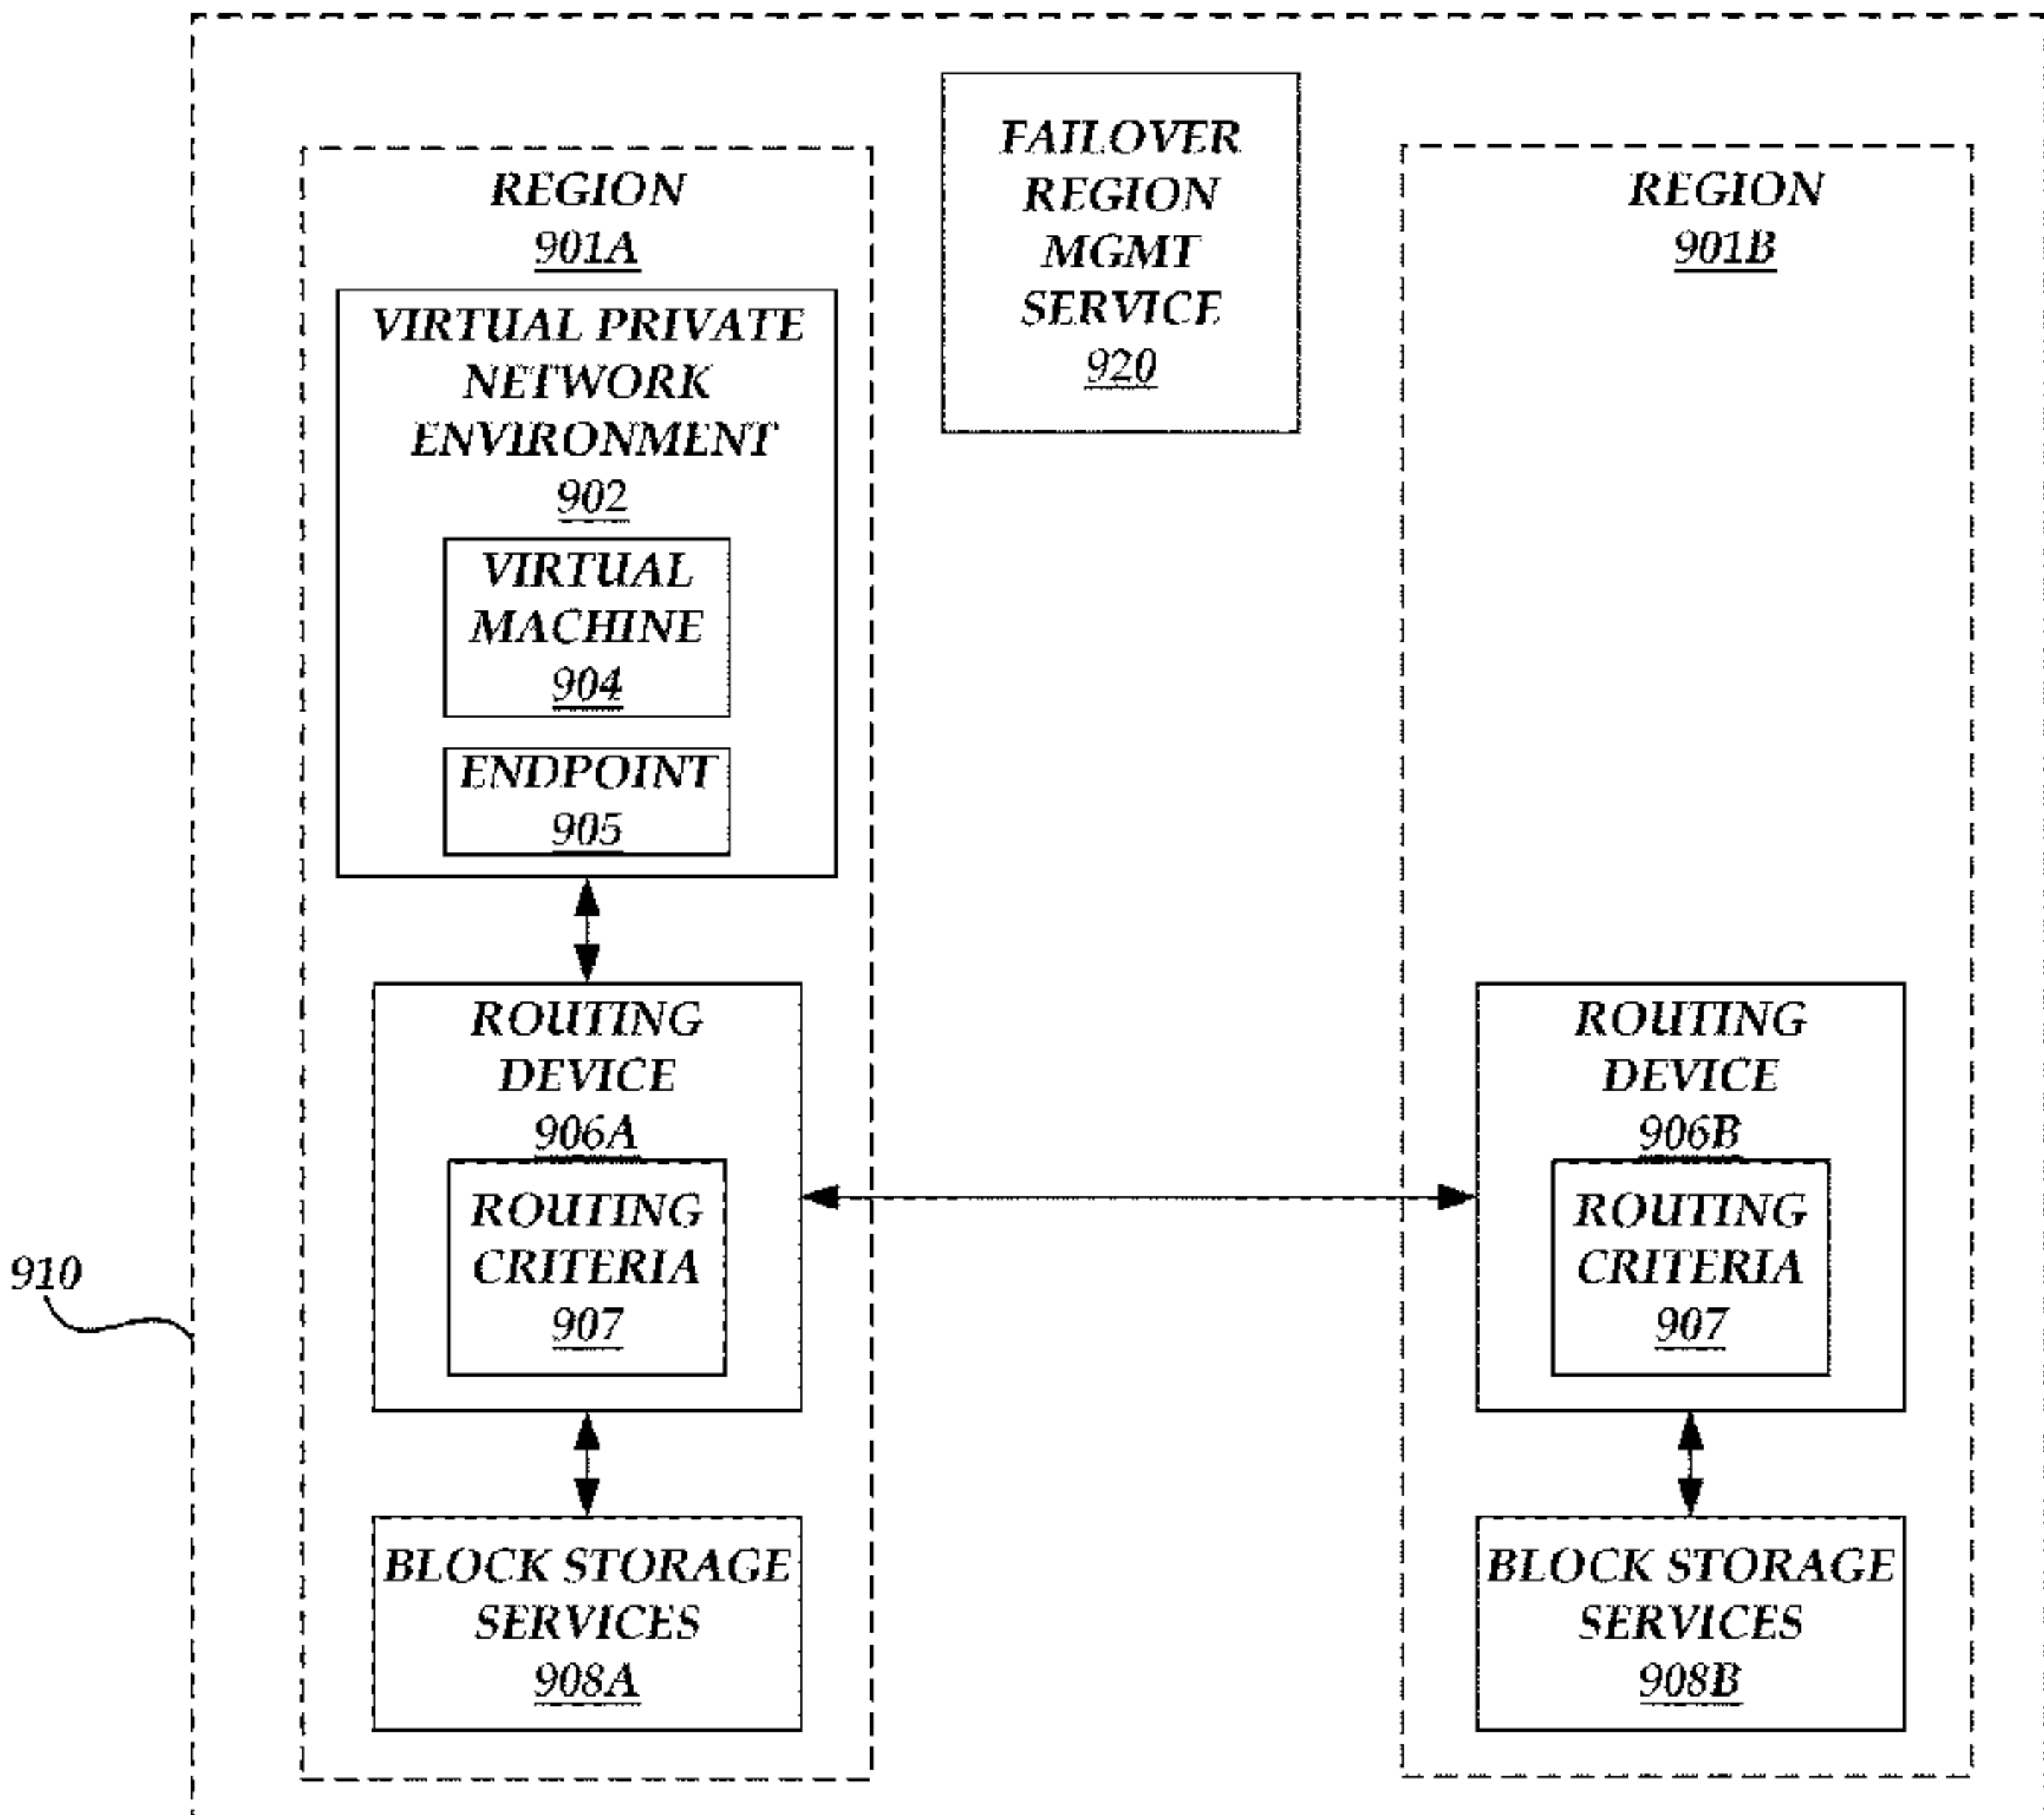 REGION
901A
VIRTUAL PRIVATE
NETWORK
ENVIRONMENT
902
VIRTUAL
MACHINE
904
ENDPOINT
905
ROUTING
DEVICE
906A
ROUTING
CRITERIA
907
BLOCK STORAGE
SERVICES
908A
FAILOVER
REGION
MGMT
SERVICE
920
REGION
901B
ROUTING
DEVICE
906B
ROUTING
CRITERIA
907
BLOCK STORAGE
SERVICES
908B
910